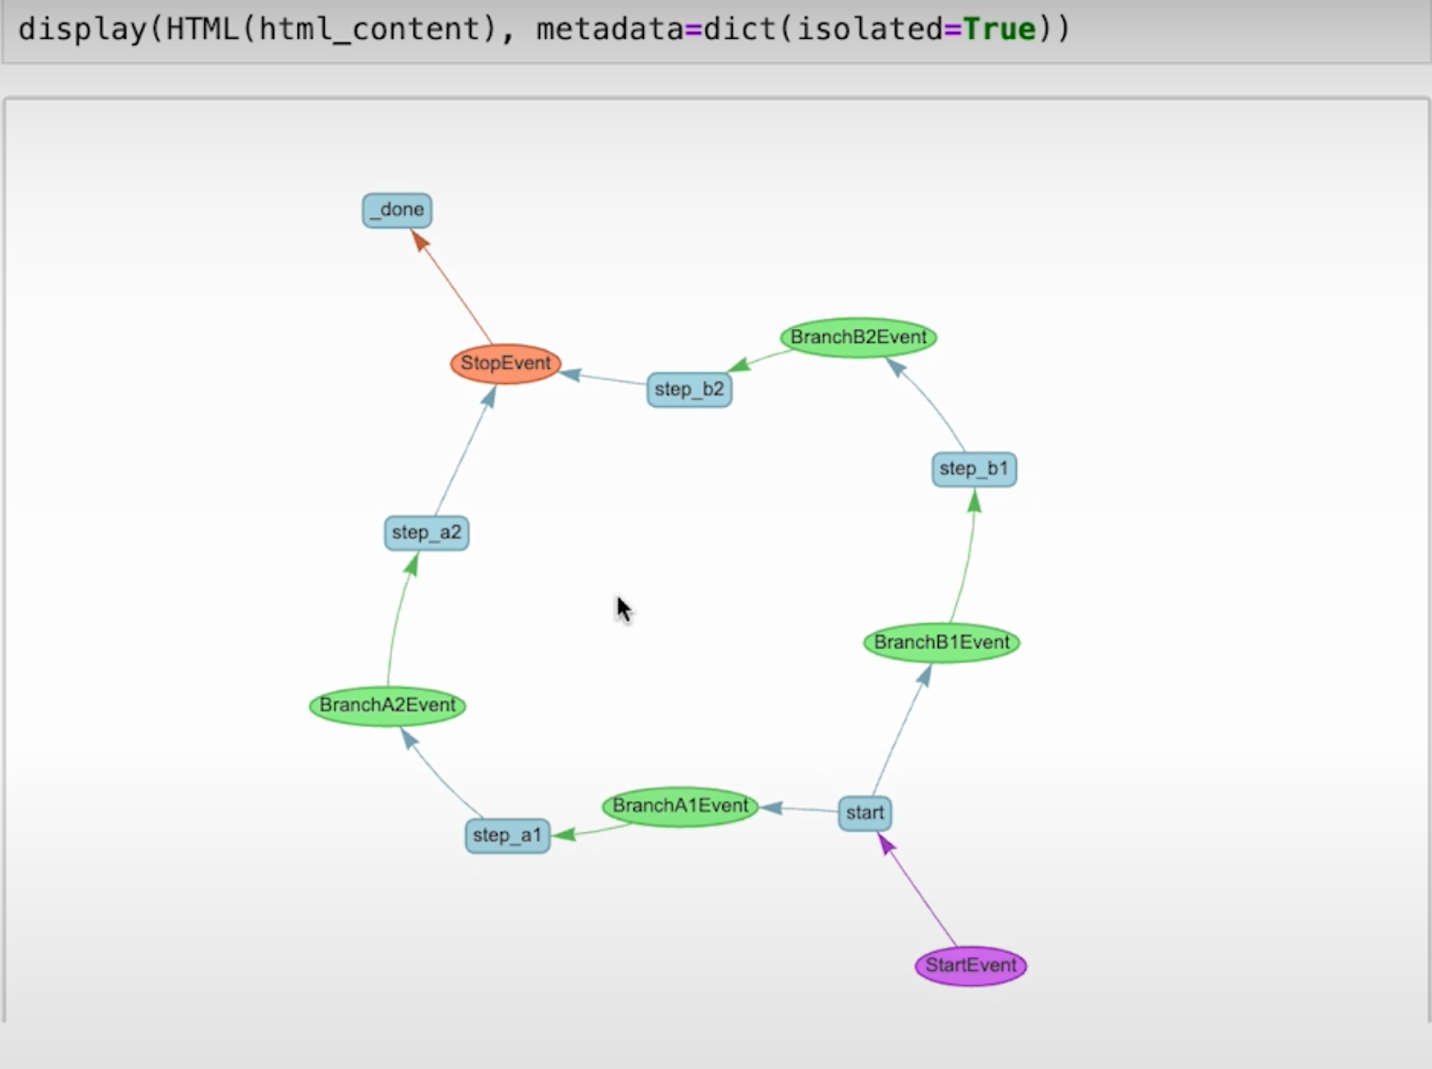 display(HTML(html_content), metadata=dict(isolated=True))
_done
BranchB2Event
StopEvent
step_b2
step_b1
step_a2
BranchB1Event
BranchA2Event
BranchA1Event
start
step_a1
StartEvent